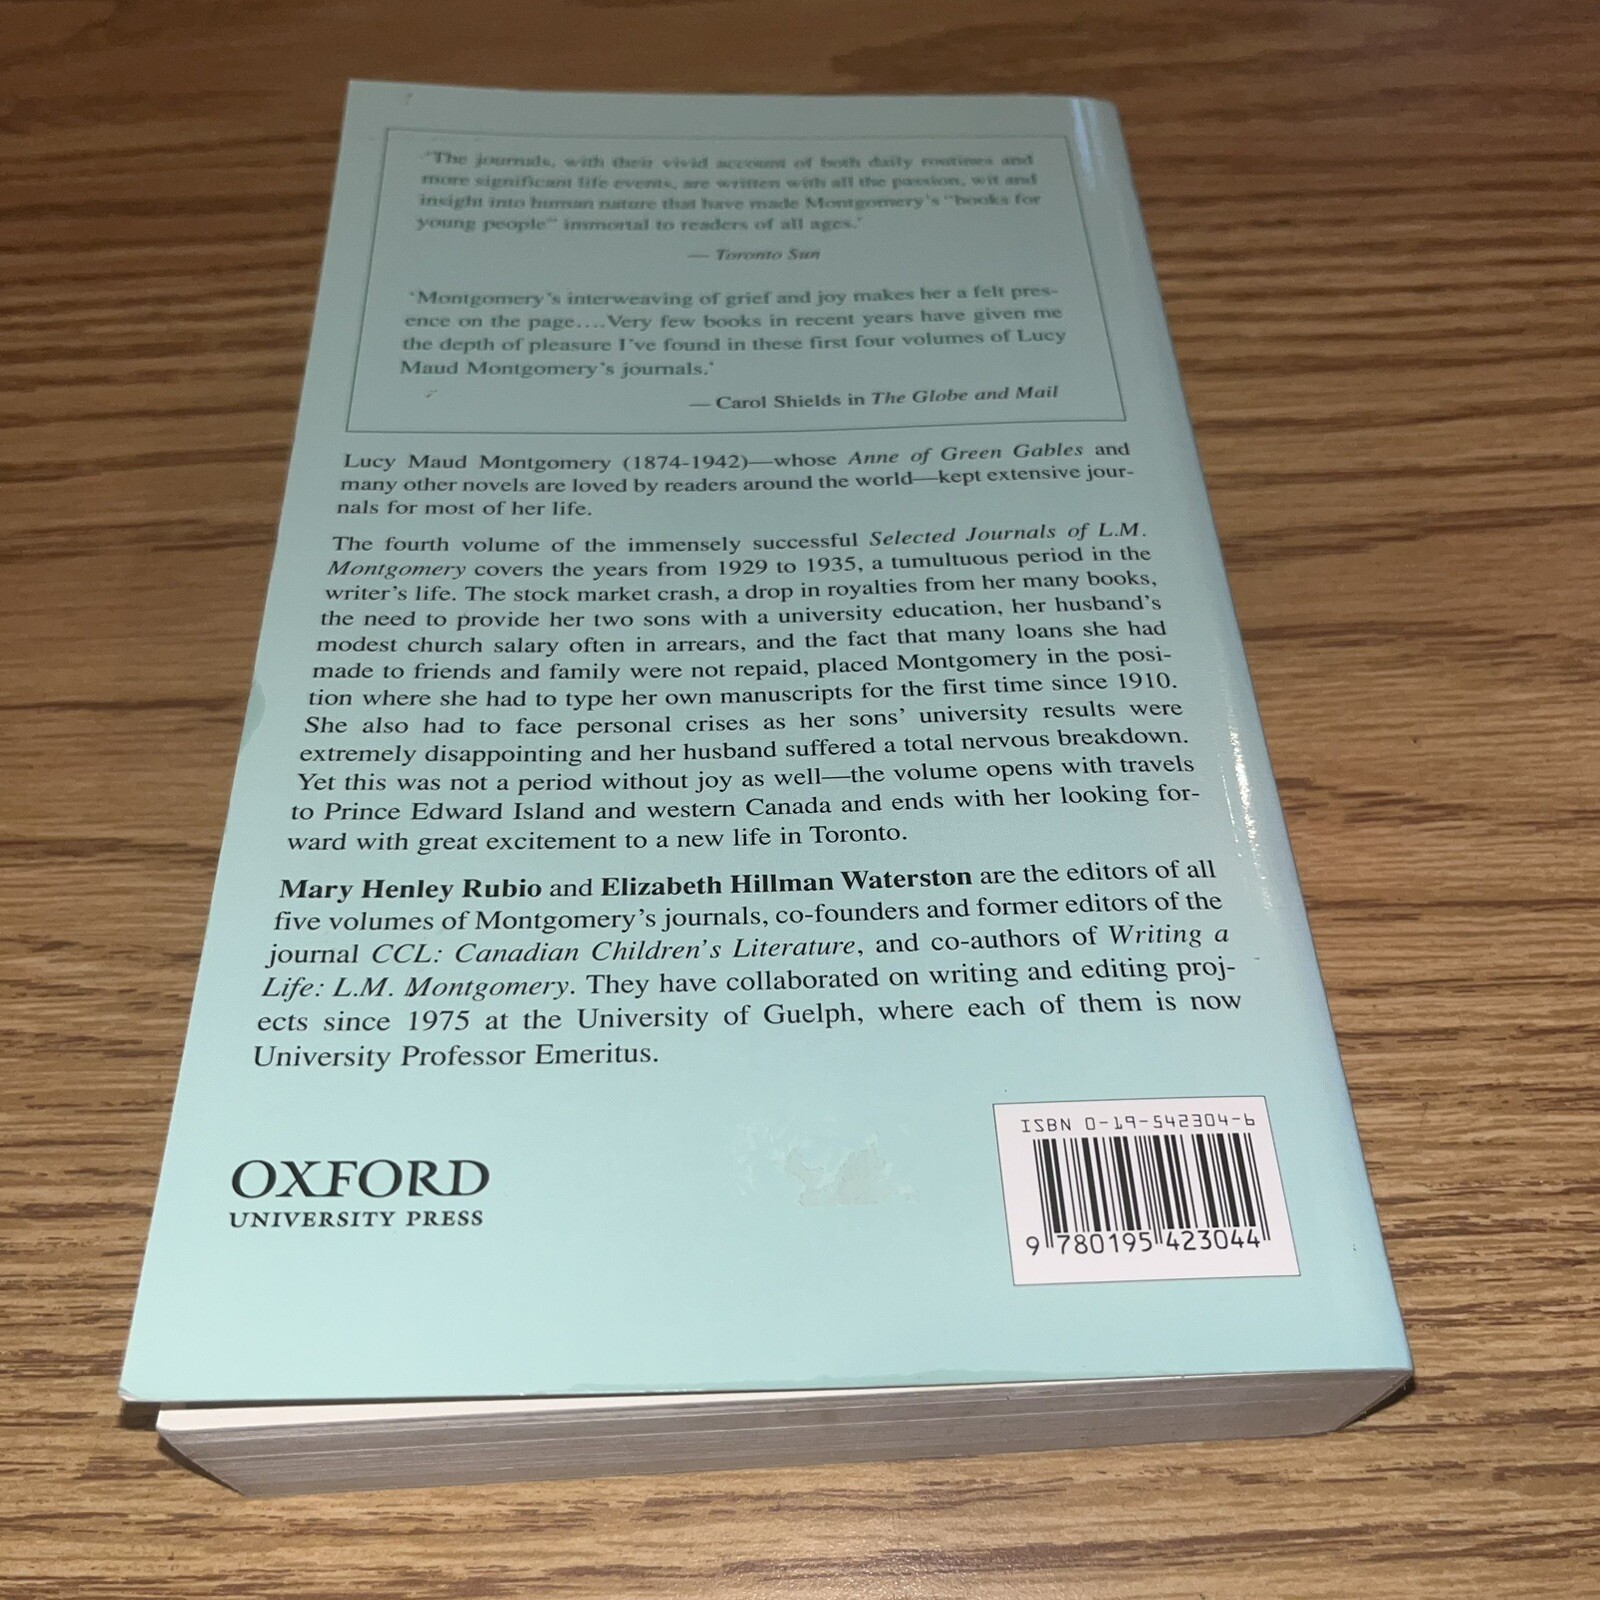 'The journals, with their vivid account of both daily routines and
more significant life events, are written with all the passion, wit and
insight into human nature that have made Montgomery's "books for
young people" immortal to readers of all ages.'
— Toronto Sun
'Montgomery's interweaving of grief and joy makes her a felt pres-
ence on the page....Very few books in recent years have given me
the depth of pleasure I've found in these first four volumes of Lucy
Maud Montgomery's journals.'
— Carol Shields in The Globe and Mail
Lucy Maud Montgomery (1874-1942)—whose Anne of Green Gables and
many other novels are loved by readers around the world—kept extensive jour-
nals for most of her life.
The fourth volume of the immensely successful Selected Journals of L.M.
Montgomery covers the years from 1929 to 1935, a tumultuous period in the
writer's life. The stock market crash, a drop in royalties from her many books,
the need to provide her two sons with a university education, her husband's
modest church salary often in arrears, and the fact that many loans she had
made to friends and family were not repaid, placed Montgomery in the posi-
tion where she had to type her own manuscripts for the first time since 1910.
She also had to face personal crises as her sons' university results were
extremely disappointing and her husband suffered a total nervous breakdown.
Yet this was not a period without joy as well—the volume opens with travels
to Prince Edward Island and western Canada and ends with her looking for-
ward with great excitement to a new life in Toronto.
Mary Henley Rubio and Elizabeth Hillman Waterston are the editors of all
five volumes of Montgomery's journals, co-founders and former editors of the
journal CCL: Canadian Children's Literature, and co-authors of Writing a
Life: L.M. Montgomery. They have collaborated on writing and editing proj-
ects since 1975 at the University of Guelph, where each of them is now
University Professor Emeritus.
OXFORD
UNIVERSITY PRESS
ISBN 0-19-542304-6
9 780195 423044